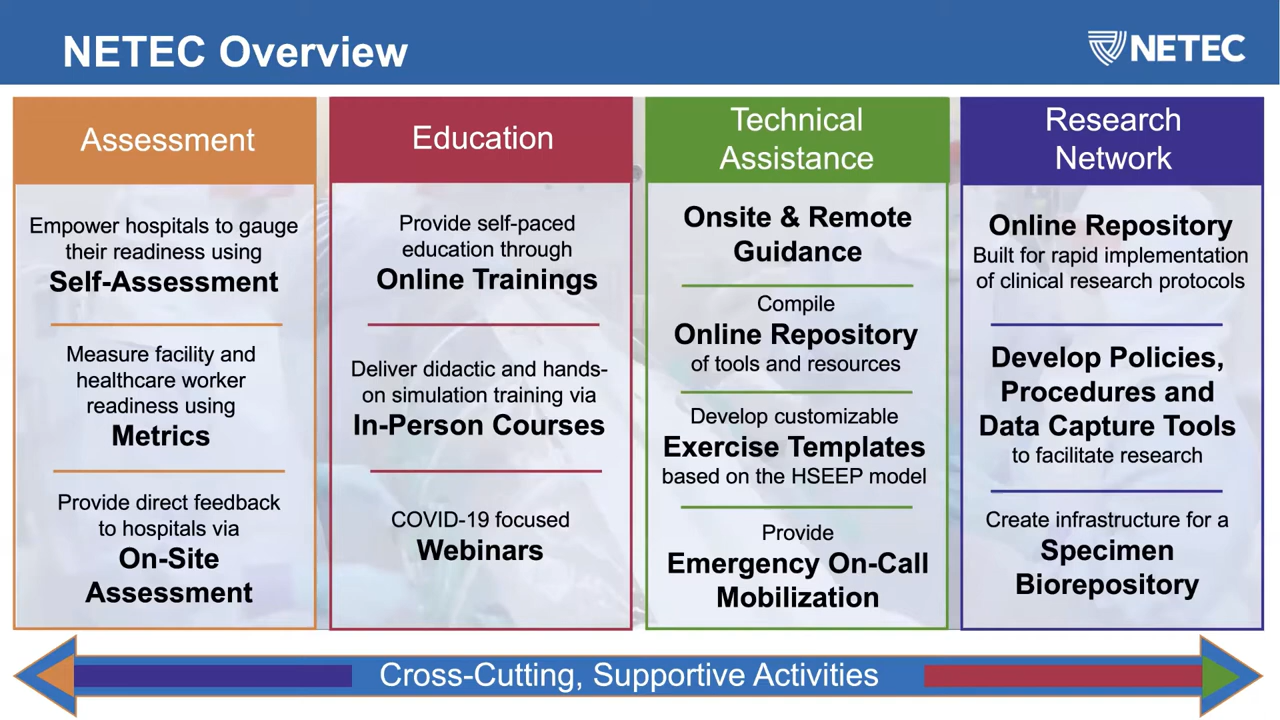 NETEC Overview
NETEC
Assessment
Empower hospitals to gauge
their readiness using
Self-Assessment
Measure facility and
healthcare worker
readiness using
Metrics
Provide direct feedback
to hospitals via
On-Site
Assessment
Education
Provide self-paced
education through
Online Trainings
Deliver didactic and hands-
on simulation training via
In-Person Courses
COVID-19 focused
Webinars
Technical
Assistance
Onsite & Remote
Guidance
Compile
Online Repository
of tools and resources
Develop customizable
Exercise Templates
based on the HSEEP model
Provide
Emergency On-Call
Mobilization
Research
Network
Online Repository
Built for rapid implementation
of clinical research protocols
Develop Policies,
Procedures and
Data Capture Tools
to facilitate research
Create infrastructure for a
Specimen
Biorepository
Cross-Cutting, Supportive Activities